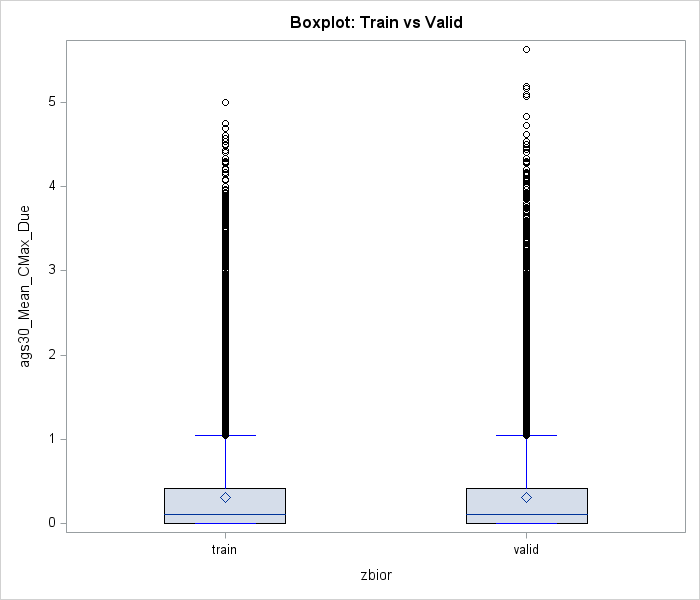 Boxplot: Train vs Valid
ags30_Mean_CMax_Due
5
4
3
2
1
0
train
valid
zbior